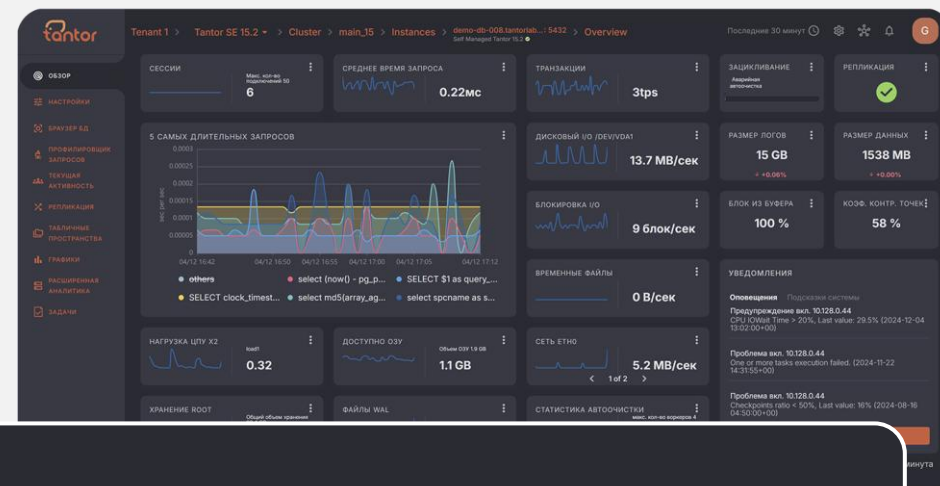 tantor
Tenant 1 > Tantor SE 15.2 > Cluster > main_15 > Instances > demo-db-008.tantorlab...: 5432 > Overview
Self Managed Tantor 15.2
Последние 30 минут
G
ОБЗОР
НАСТРОЙКИ
БРАУЗЕР БД
ПРОФИЛИРОВЩИК
ЗАПРОСОВ
ТЕКУЩАЯ
АКТИВНОСТЬ
РЕПЛИКАЦИЯ
ТАБЛИЧНЫЕ
ПРОСТРАНСТВА
ГРАФИКИ
РАСШИРЕННАЯ
АНАЛИТИКА
ЗАДАЧИ
СЕССИИ
Макс. кол-во
подключений 50
6
СРЕДНЕЕ ВРЕМЯ ЗАПРОСА
0.22мс
ТРАНЗАКЦИИ
3tps
ЗАЦИКЛИВАНИЕ
Аварийная
автоочистка
РЕПЛИКАЦИЯ
5 САМЫХ ДЛИТЕЛЬНЫХ ЗАПРОСОВ
sec per sec
0.0003
0.00025
0.0002
0.00015
0.0001
0.00005
0
04/12 16:42
04/12 16:50
04/12 16:55
04/12 17:00
04/12 17:05
04/12 17:12
others
select (now() - pg_p...
SELECT $1 as query_...
SELECT clock_timest...
select md5(array_ag...
select spcname as s...
ДИСКОВЫЙ I/O /DEV/VDA1
13.7 MB/сек
РАЗМЕР ЛОГОВ
15 GB
+0.06%
РАЗМЕР ДАННЫХ
1538 MB
+0.00%
БЛОКИРОВКА I/O
9 блок/сек
БЛОК ИЗ БУФЕРА
100 %
КОЭФ. КОНТР. ТОЧЕК
58 %
ВРЕМЕННЫЕ ФАЙЛЫ
0 B/сек
УВЕДОМЛЕНИЯ
Оповещения Подсказки системы
Предупреждение вкл. 10.128.0.44
CPU IOWait Time > 20%, Last value: 29.5% (2024-12-04
13:02:00+00)
Проблема вкл. 10.128.0.44
One or more tasks execution failed. (2024-11-22
14:31:55+00)
Проблема вкл. 10.128.0.44
Checkpoints ratio < 50%, Last value: 16% (2024-08-16
04:50:00+00)
НАГРУЗКА ЦПУ X2
load1
0.32
ДОСТУПНО ОЗУ
Объем ОЗУ 1.9 GB
1.1 GB
СЕТЬ ETH0
5.2 MB/сек
< 1 of 2 >
ХРАНЕНИЕ ROOT
Общий объем хранения
ФАЙЛЫ WAL
СТАТИСТИКА АВТООЧИСТКИ
макс. кол-во воркеров 4
минута